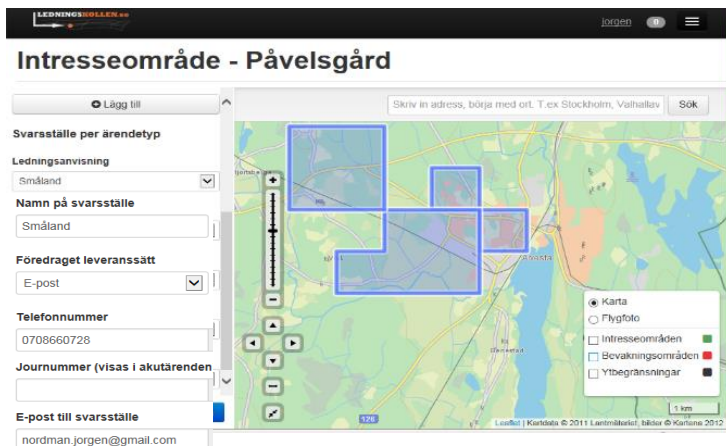 LEDNINGSKOLLEN.se
jorgen 0
Intresseområde - Påvelsgård
Lägg till
Skriv in adress, börja med ort. T.ex Stockholm, Valhallav
Sök
Svarsställe per ärendetyp
Ledningsanvisning
Småland
Namn på svarsställe
Småland
Föredraget leveranssätt
E-post
Telefonnummer
0708660728
Journummer (visas i akutärenden
E-post till svarsställe
nordman.jorgen@gmail.com
Alvesta
Karta
Flygfoto
Intresseområden
Bevakningsområden
Ytbegränsningar
1 km
126
Leaflet | Kartdata © 2011 Lantmäteriet, bilder © Kartena 2012